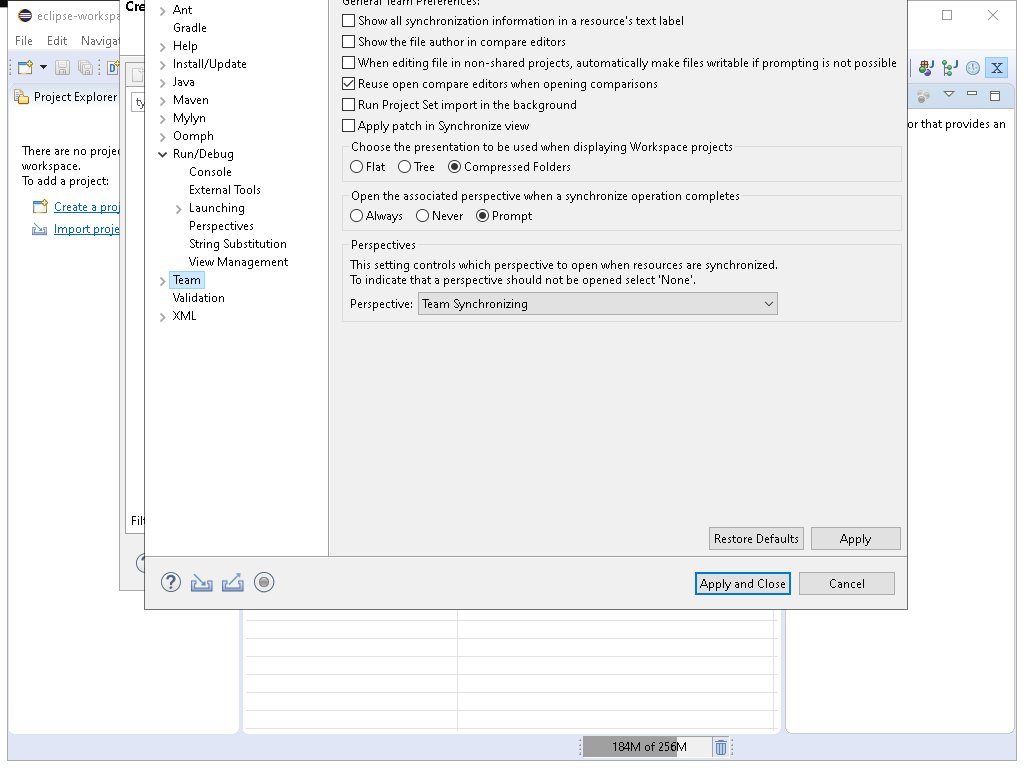 eclipse-workspa
Cre
File Edit Navigat
Project Explorer
There are no projec
workspace.
To add a project:
Create a proj
Import proje
ty
Filt
Ant
Gradle
Help
Install/Update
Java
Maven
Mylyn
Oomph
Run/Debug
Console
External Tools
Launching
Perspectives
String Substitution
View Management
Team
Validation
XML
General Team Preferences:
Show all synchronization information in a resource's text label
Show the file author in compare editors
When editing file in non-shared projects, automatically make files writable if prompting is not possible
Reuse open compare editors when opening comparisons
Run Project Set import in the background
Apply patch in Synchronize view
Choose the presentation to be used when displaying Workspace projects
Flat Tree Compressed Folders
Open the associated perspective when a synchronize operation completes
Always Never Prompt
Perspectives
This setting controls which perspective to open when resources are synchronized.
To indicate that a perspective should not be opened select 'None'.
Perspective: Team Synchronizing
Restore Defaults Apply
Apply and Close Cancel
or that provides an
184M of 256M